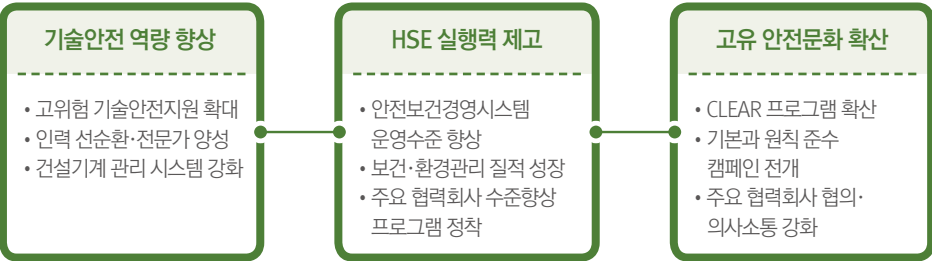 기술안전 역량 향상
• 고위험 기술안전지원 확대
• 인력 선순환·전문가 양성
• 건설기계 관리 시스템 강화
HSE 실행력 제고
• 안전보건경영시스템
운영수준 향상
• 보건·환경관리 질적 성장
• 주요 협력회사 수준향상
프로그램 정착
고유 안전문화 확산
• CLEAR 프로그램 확산
• 기본과 원칙 준수
캠페인 전개
• 주요 협력회사 협의·
의사소통 강화